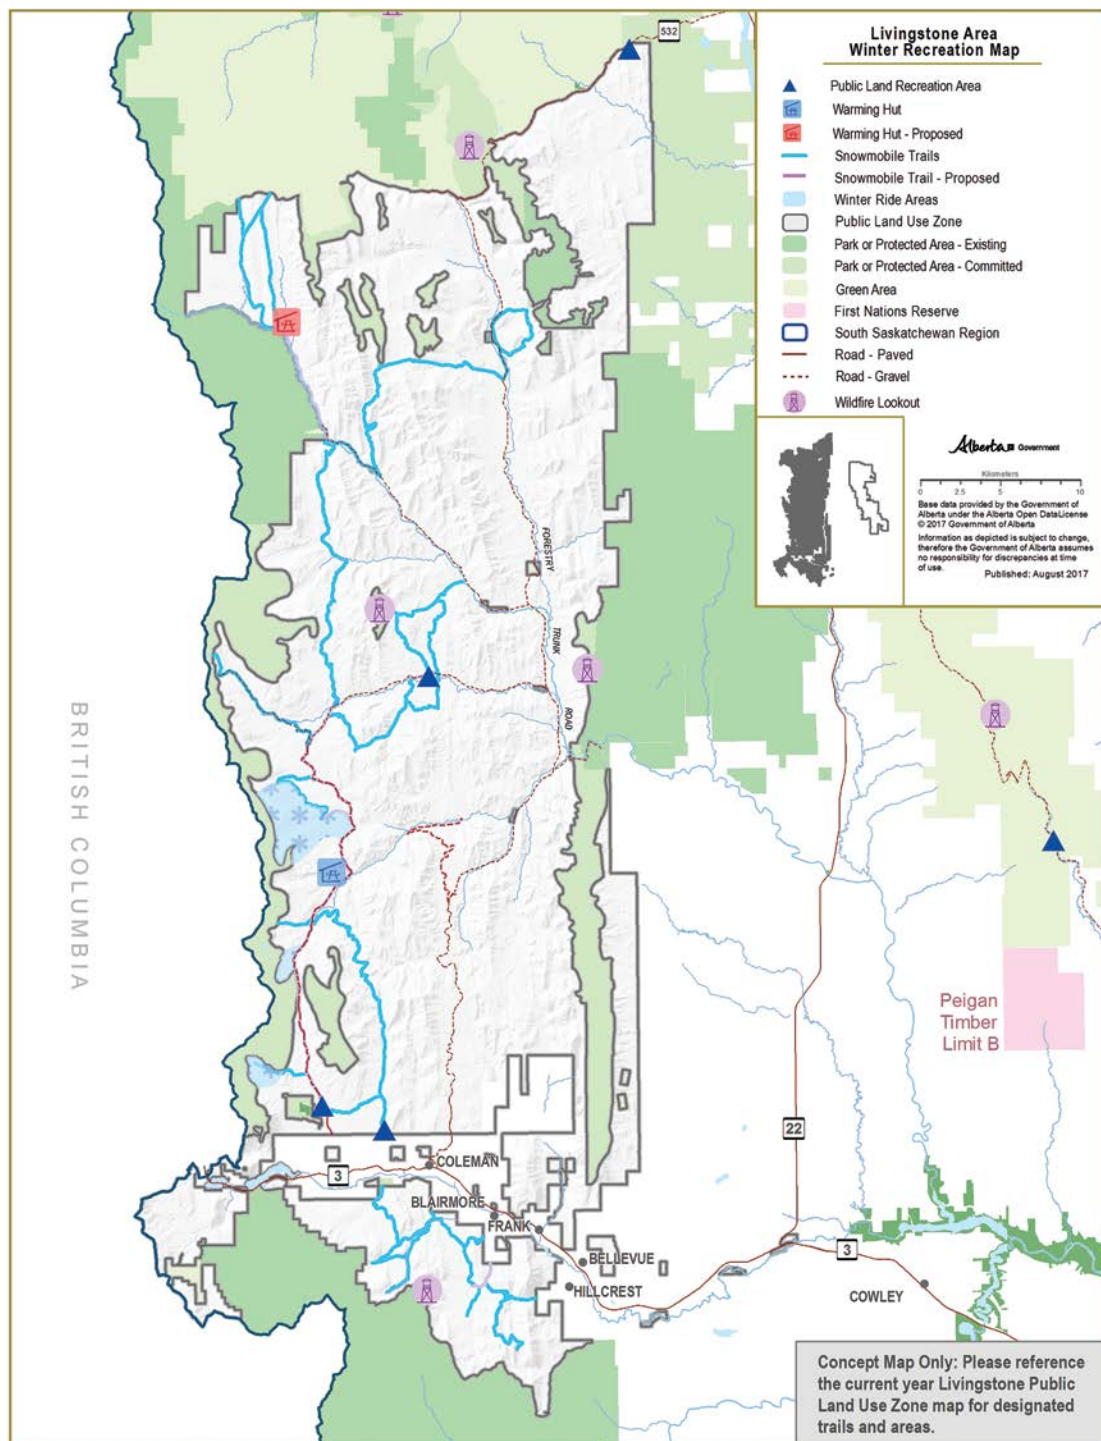 532
Livingstone Area
Winter Recreation Map
Public Land Recreation Area
Warming Hut
Warming Hut - Proposed
Snowmobile Trails
Snowmobile Trail - Proposed
Winter Ride Areas
Public Land Use Zone
Park or Protected Area - Existing
Park or Protected Area - Committed
Green Area
First Nations Reserve
South Saskatchewan Region
Road - Paved
Road - Gravel
Wildfire Lookout
Alberta Government
Kilometers
0 2.5 5 10
Base data provided by the Government of
Alberta under the Alberta Open DataLicense
© 2017 Government of Alberta
Information as depicted is subject to change,
therefore the Government of Alberta assumes
no responsibility for discrepancies at time
of use.
Published: August 2017
FORESTRY
TRUNK
ROAD
BRITISH COLUMBIA
Peigan
Timber
Limit B
22
COLEMAN
3
BLAIRMORE
FRANK
BELLEVUE
3
HILLCREST
COWLEY
Concept Map Only: Please reference
the current year Livingstone Public
Land Use Zone map for designated
trails and areas.